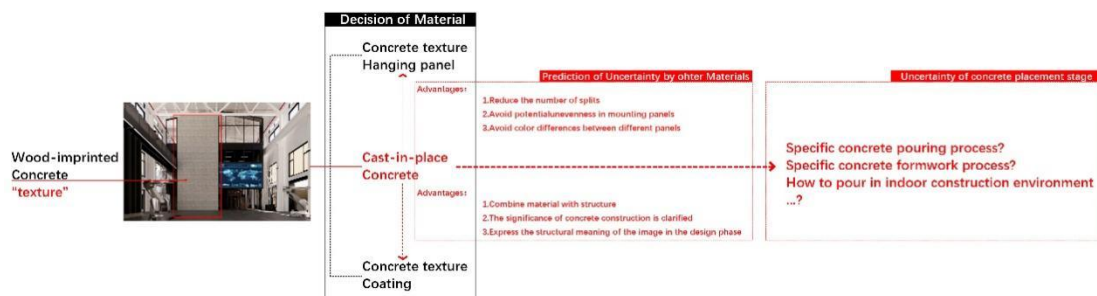 Decision of Material
Concrete texture
Hanging panel
Prediction of Uncertainty by ohter Materials
Uncertainty of concrete placement stage
Advantages:
1.Reduce the number of splits
2.Avoid potentialunevenness in mounting panels
3.Avoid color differences between different panels
Wood-imprinted
Concrete
"texture"
Cast-in-place
Concrete
Specific concrete pouring process?
Specific concrete formwork process?
How to pour in indoor construction environment
...?
Advantages:
1.Combine material with structure
2.The significance of concrete construction is clarified
3.Express the structural meaning of the image in the design phase
Concrete texture
Coating